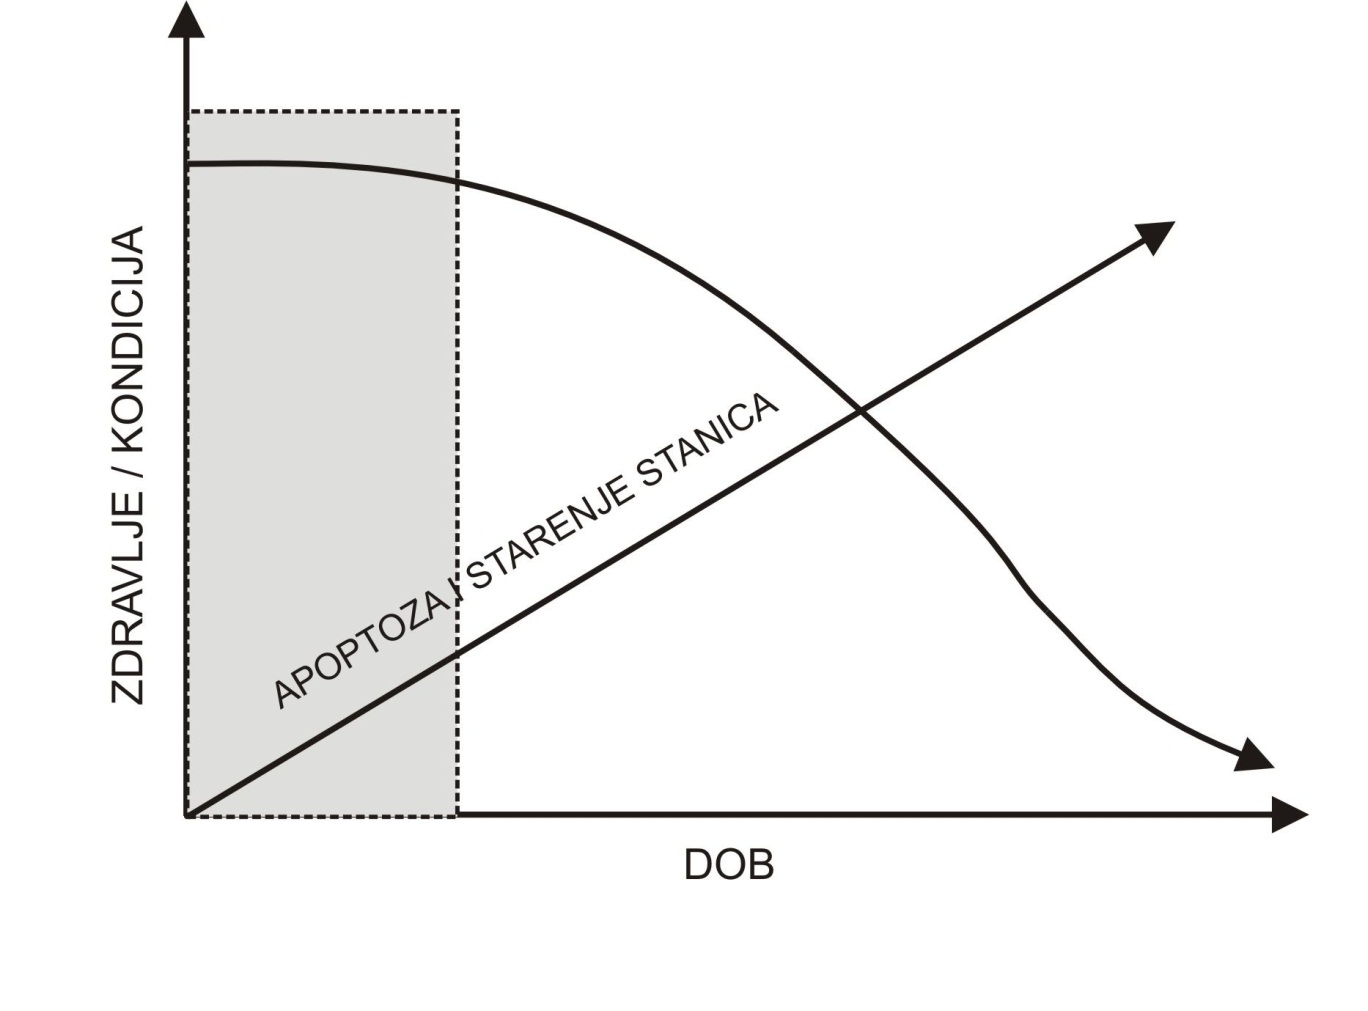 ZDRAVLJE / KONDICIJA
APOPTOZA I STARENJE STANICA
DOB